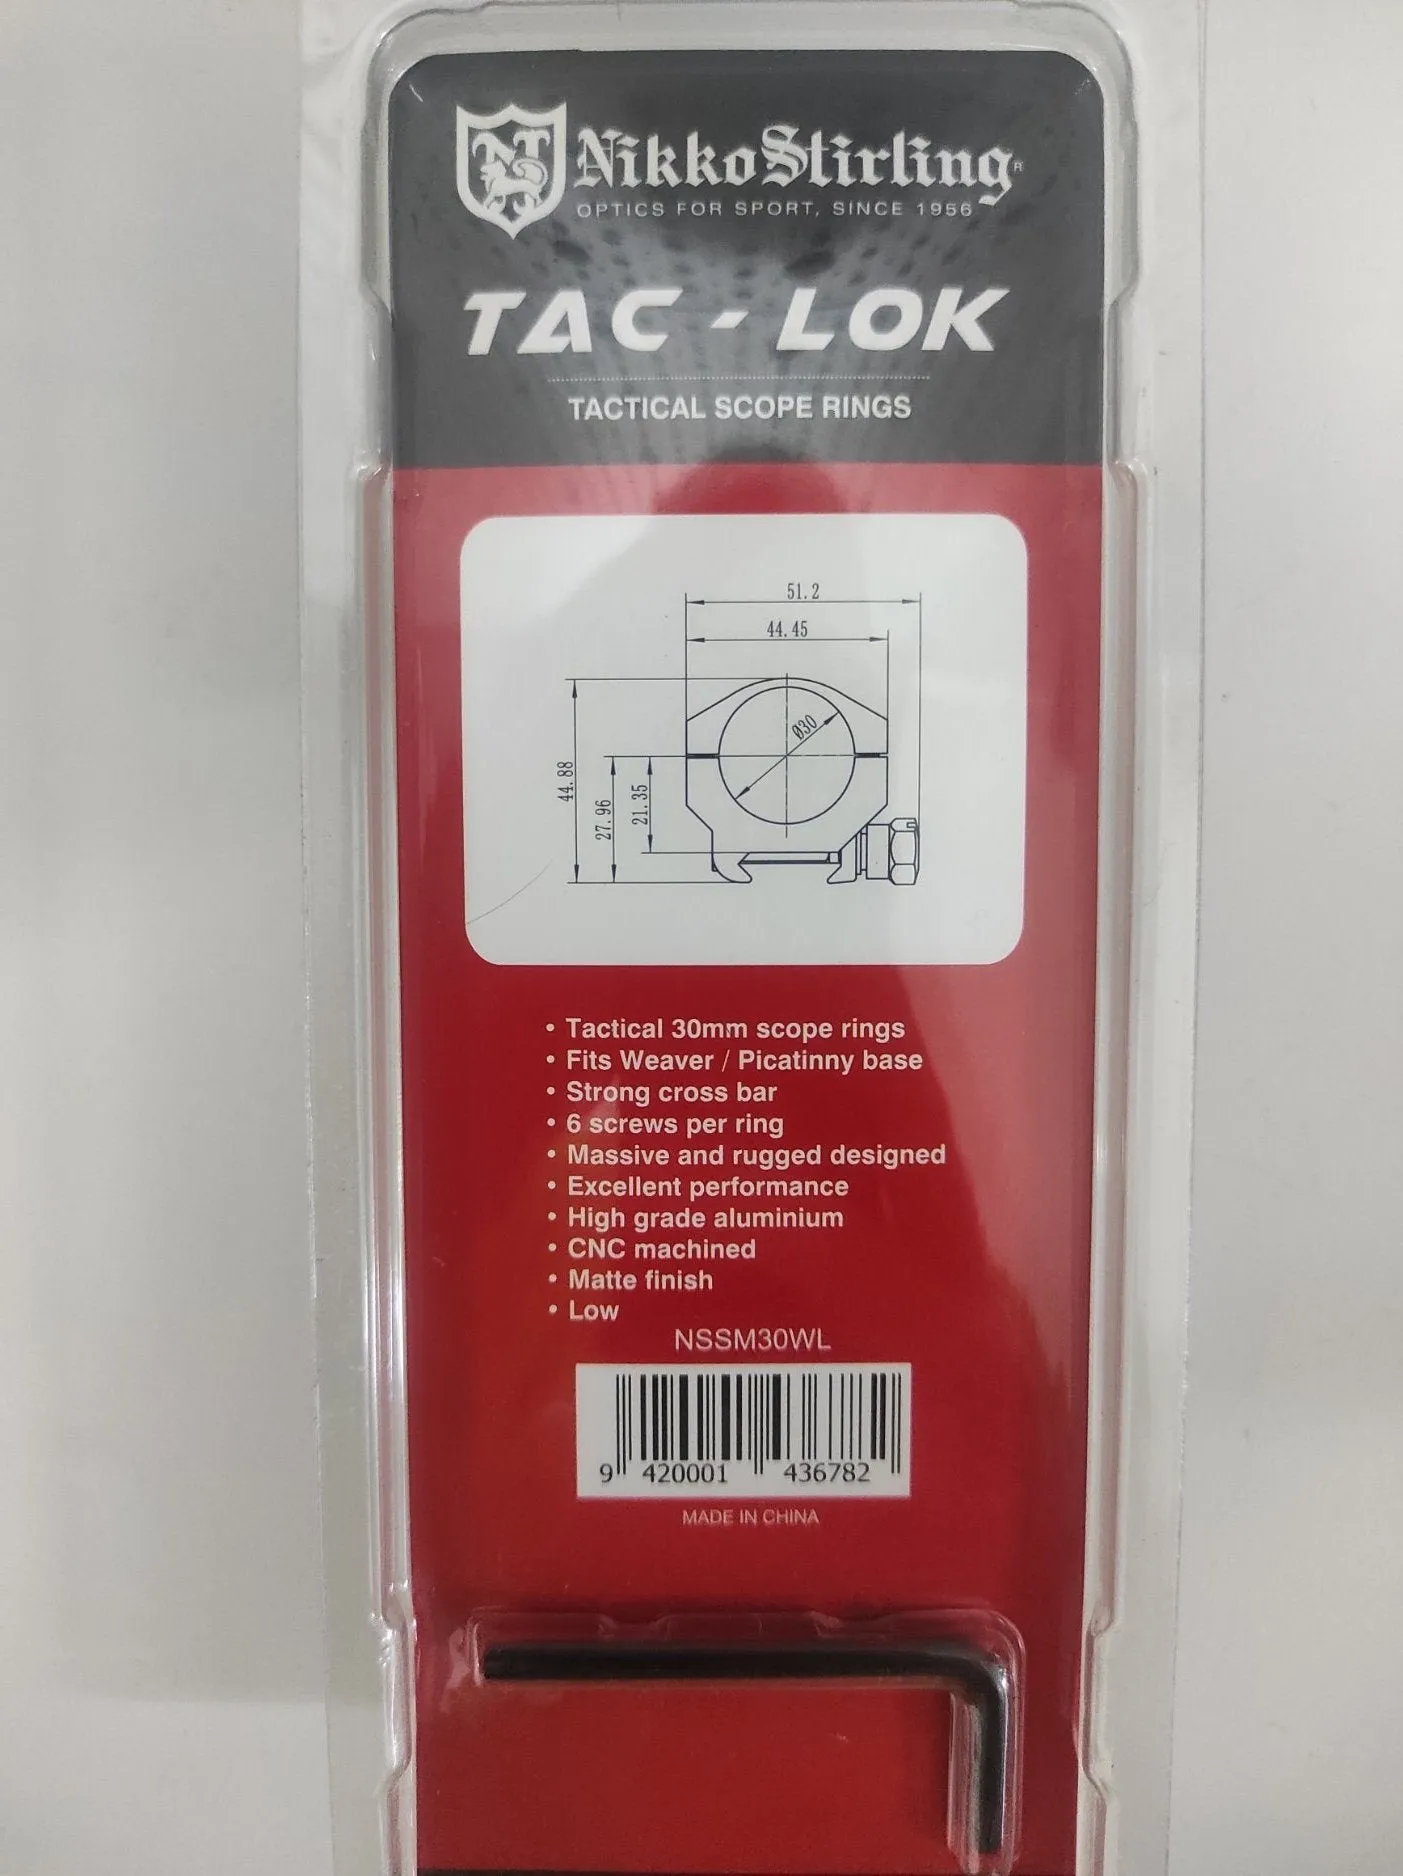 Nikko Stirling
OPTICS FOR SPORT, SINCE 1956
TAC - LOK
TACTICAL SCOPE RINGS
51.2
44.45
Ø30
44.88
27.96
21.35
• Tactical 30mm scope rings
• Fits Weaver / Picatinny base
• Strong cross bar
• 6 screws per ring
• Massive and rugged designed
• Excellent performance
• High grade aluminium
• CNC machined
• Matte finish
• Low
NSSM30WL
9 420001 436782
MADE IN CHINA